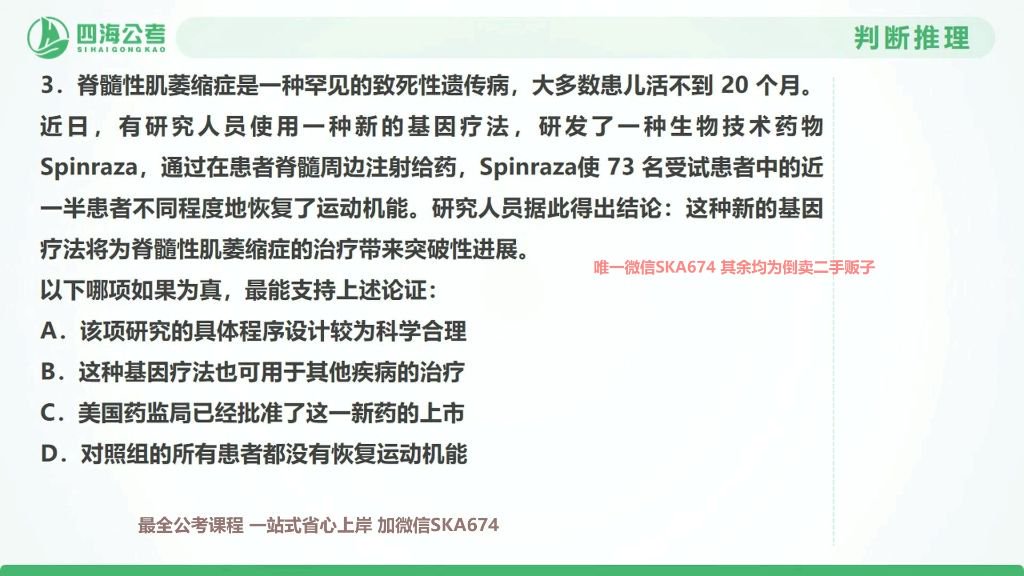 四海公考
SIHAIGONGKAO
判断推理
3．脊髓性肌萎缩症是一种罕见的致死性遗传病，大多数患儿活不到 20 个月。
近日，有研究人员使用一种新的基因疗法，研发了一种生物技术药物
Spinraza，通过在患者脊髓周边注射给药，Spinraza使 73 名受试患者中的近
一半患者不同程度地恢复了运动机能。研究人员据此得出结论：这种新的基因
疗法将为脊髓性肌萎缩症的治疗带来突破性进展。
唯一微信SKA674 其余均为倒卖二手贩子
以下哪项如果为真，最能支持上述论证：
A．该项研究的具体程序设计较为科学合理
B．这种基因疗法也可用于其他疾病的治疗
C．美国药监局已经批准了这一新药的上市
D．对照组的所有患者都没有恢复运动机能
最全公考课程 一站式省心上岸 加微信SKA674